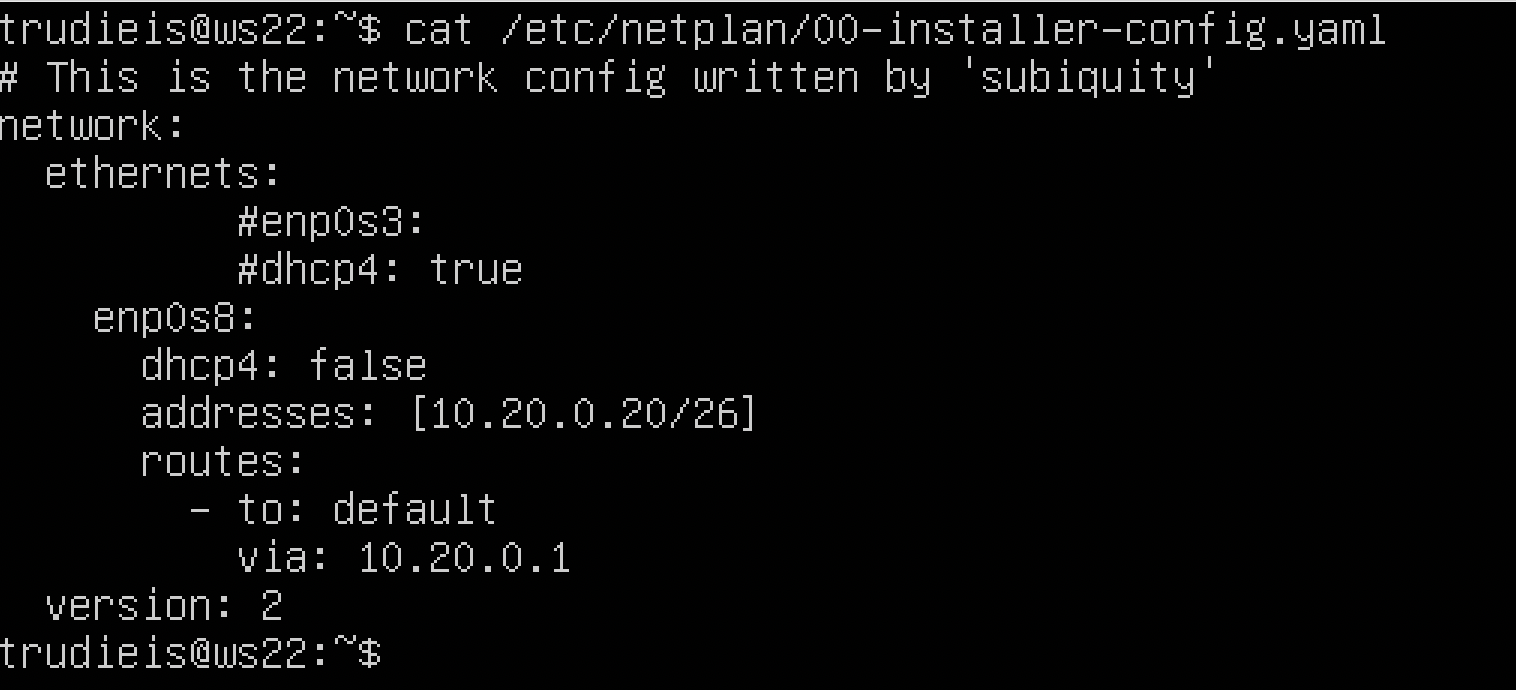 trudieis@ws22:~$ cat /etc/netplan/00-installer-config.yaml
# This is the network config written by 'subiquity'
network:
  ethernets:
          #enp0s3:
          #dhcp4: true
    enp0s8:
      dhcp4: false
      addresses: [10.20.0.20/26]
      routes:
        - to: default
          via: 10.20.0.1
  version: 2
trudieis@ws22:~$